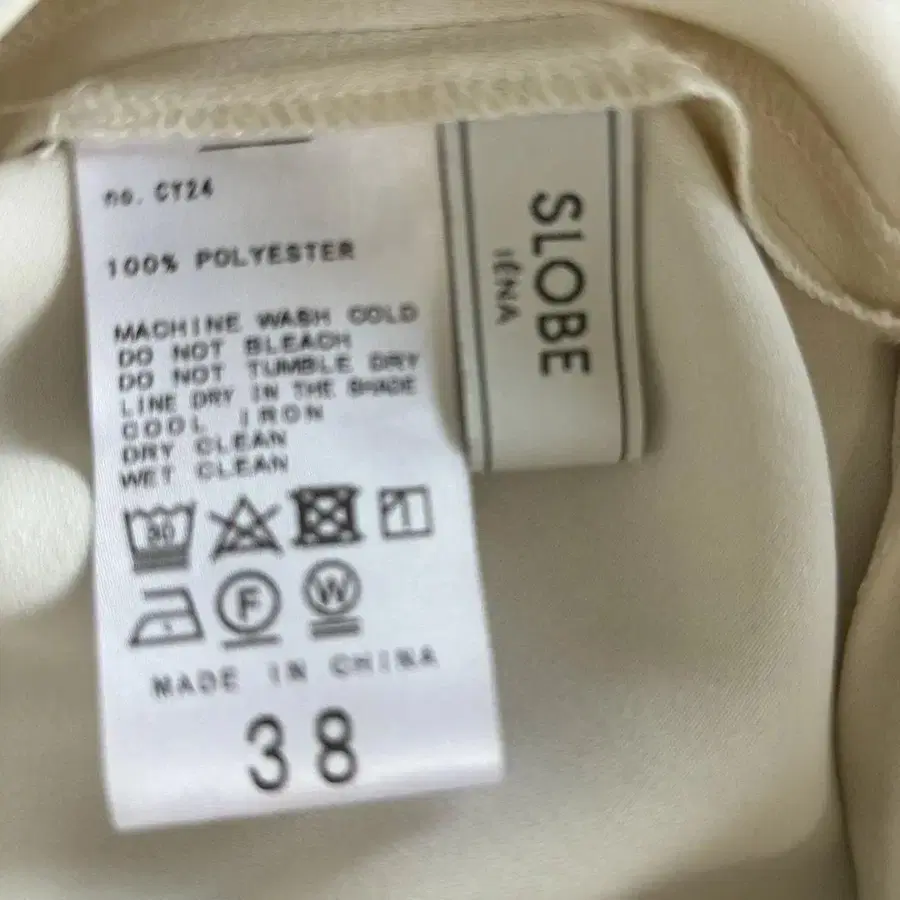 no. CY24
100% POLYESTER
MACHINE WASH COLD
DO NOT BLEACH
DO NOT TUMBLE DRY
LINE DRY IN THE SHADE
COOL IRON
DRY CLEAN
WET CLEAN
30
F
W
MADE IN CHINA
38
SLOBE
IÉNA